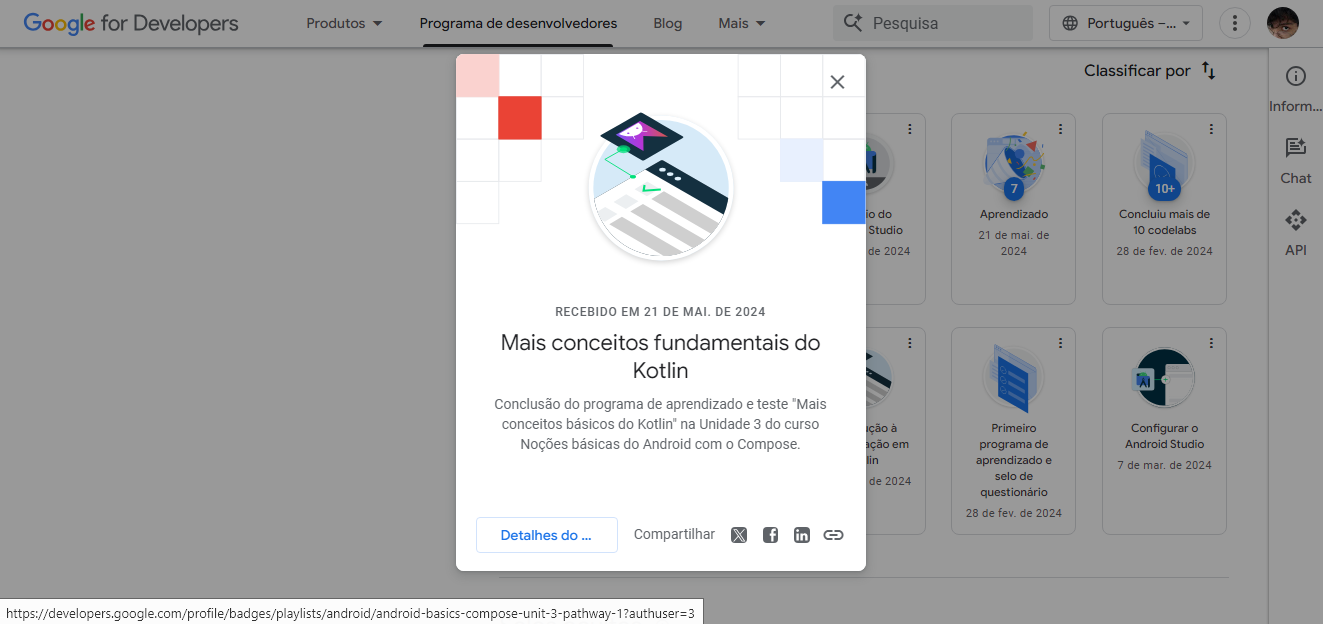 Google for Developers
Produtos
Programa de desenvolvedores
Blog
Mais
Pesquisa
Português –...
Classificar por
Inform...
Chat
API
RECEBIDO EM 21 DE MAI. DE 2024
Mais conceitos fundamentais do
Kotlin
Conclusão do programa de aprendizado e teste "Mais
conceitos básicos do Kotlin" na Unidade 3 do curso
Noções básicas do Android com o Compose.
Detalhes do ...
Compartilhar
do
Studio
de 2024
7
Aprendizado
21 de mai. de
2024
10+
Concluiu mais de
10 codelabs
28 de fev. de 2024
à
em
de 2024
Primeiro
programa de
aprendizado e
selo de
questionário
28 de fev. de 2024
Configurar o
Android Studio
7 de mar. de 2024
https://developers.google.com/profile/badges/playlists/android/android-basics-compose-unit-3-pathway-1?authuser=3